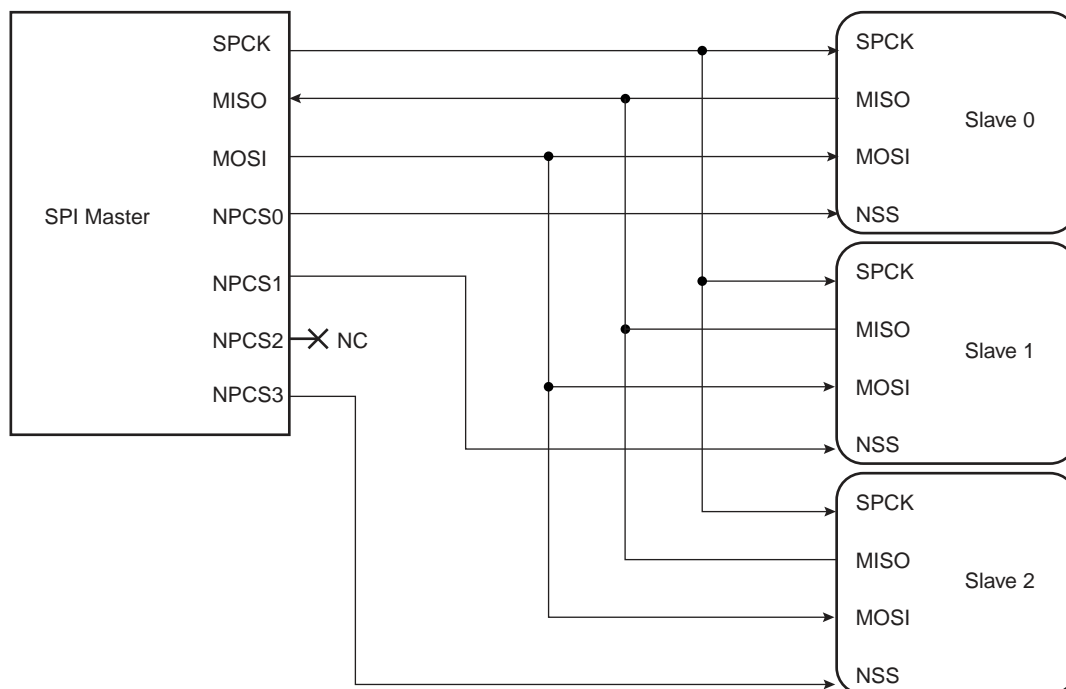 SPCK
MISO
MOSI
SPI Master
NPCS0
NPCS1
NPCS2
NC
NPCS3
SPCK
MISO
Slave 0
MOSI
NSS
SPCK
MISO
Slave 1
MOSI
NSS
SPCK
MISO
Slave 2
MOSI
NSS